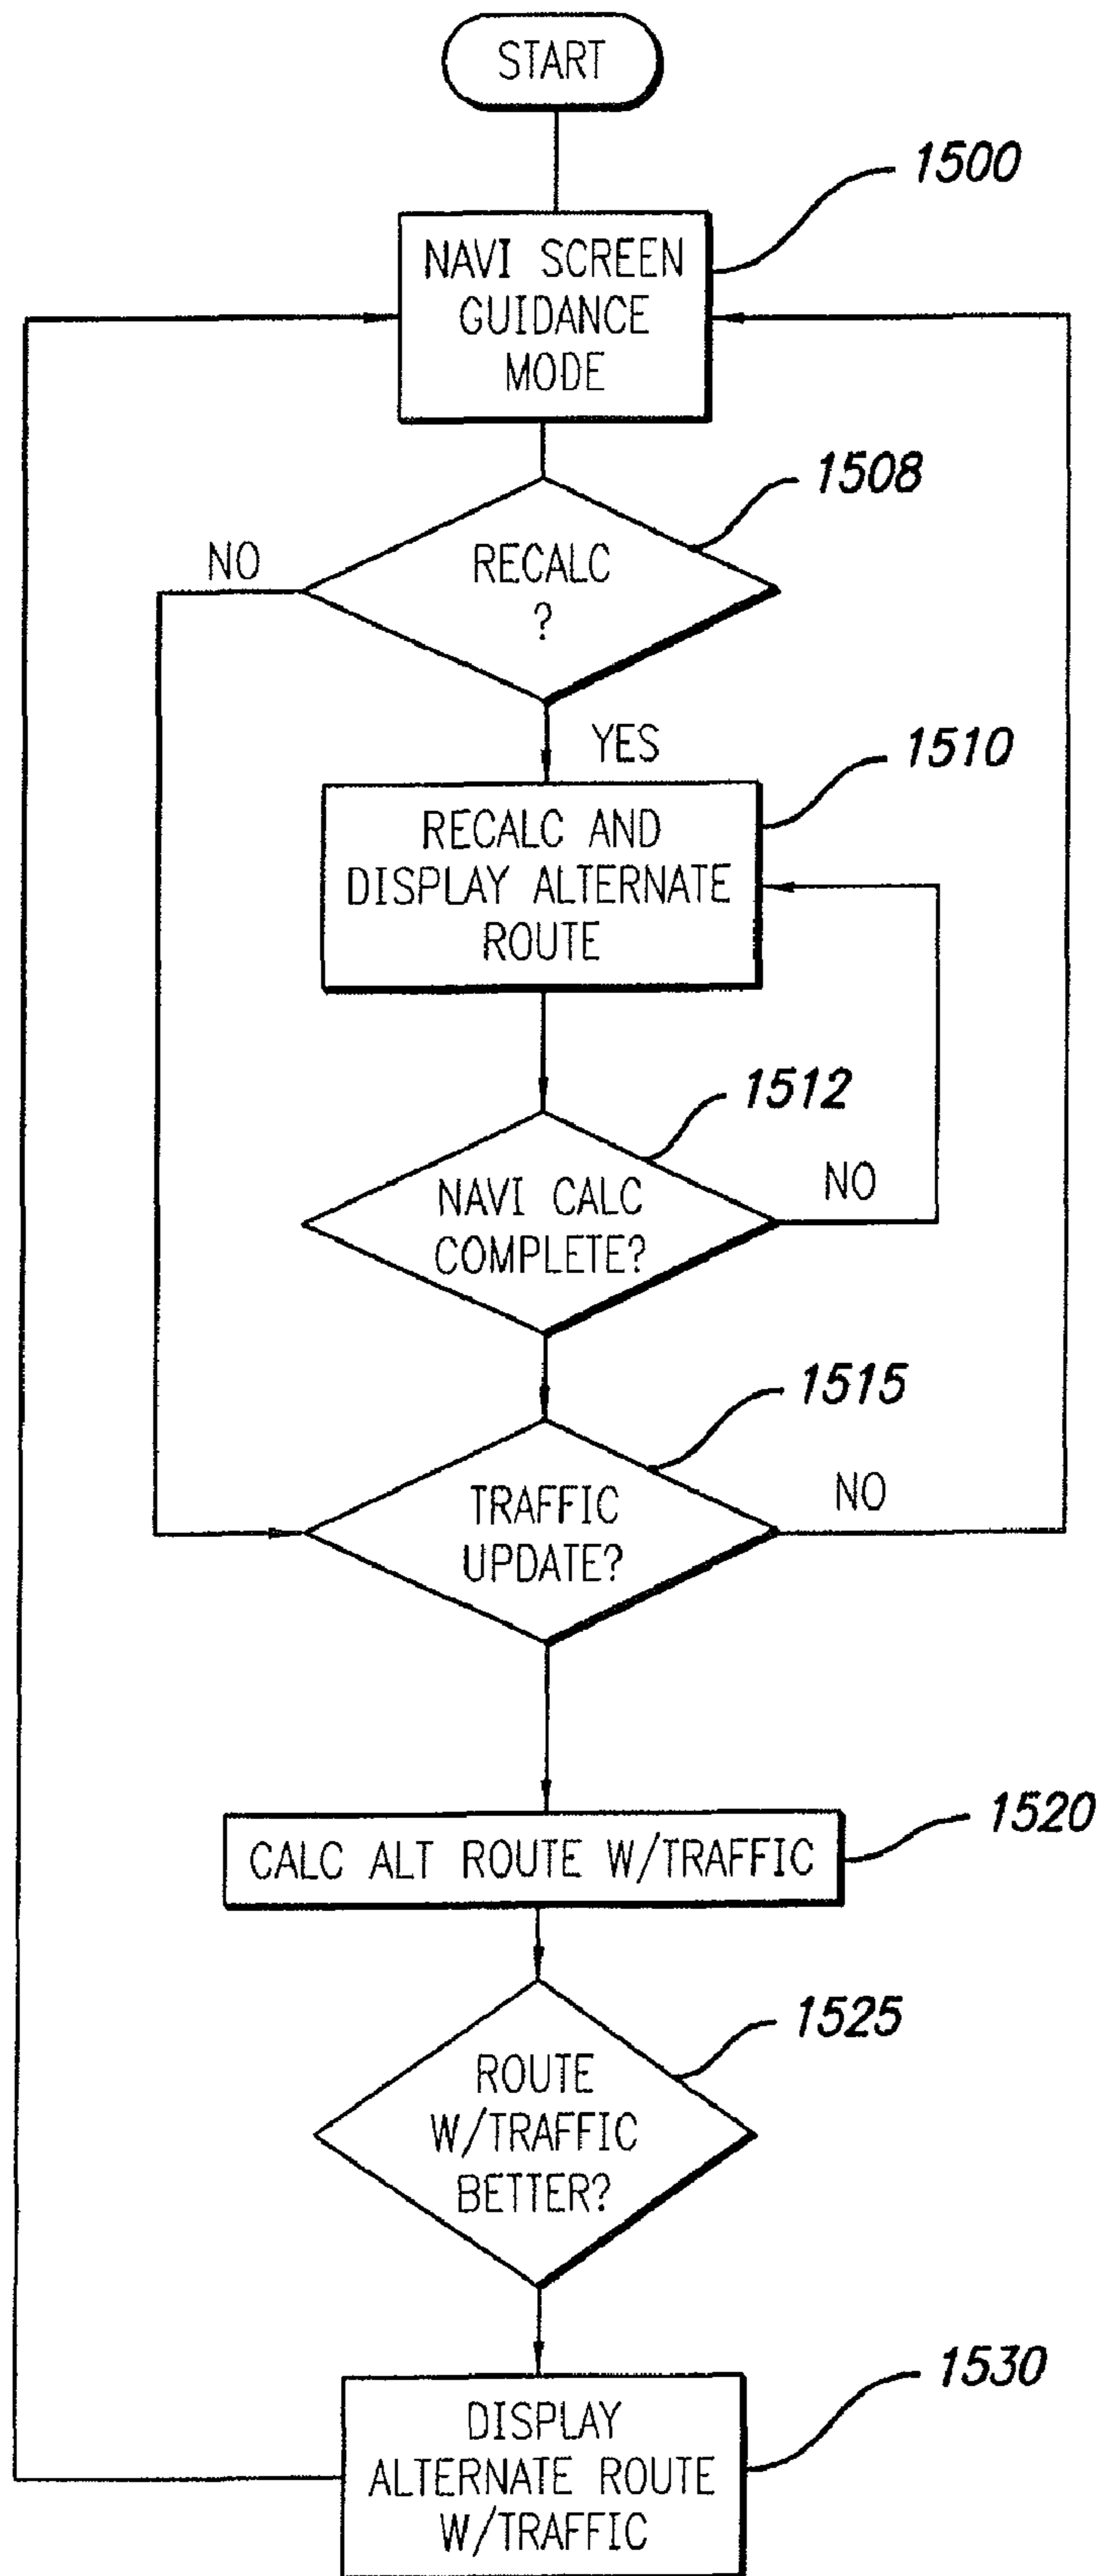 START
1500
NAVI SCREEN
GUIDANCE
MODE
1508
NO
RECALC
?
YES
1510
RECALC AND
DISPLAY ALTERNATE
ROUTE
1512
NAVI CALC
COMPLETE?
NO
1515
TRAFFIC
UPDATE?
NO
1520
CALC ALT ROUTE W/TRAFFIC
1525
ROUTE
W/TRAFFIC
BETTER?
1530
DISPLAY
ALTERNATE ROUTE
W/TRAFFIC